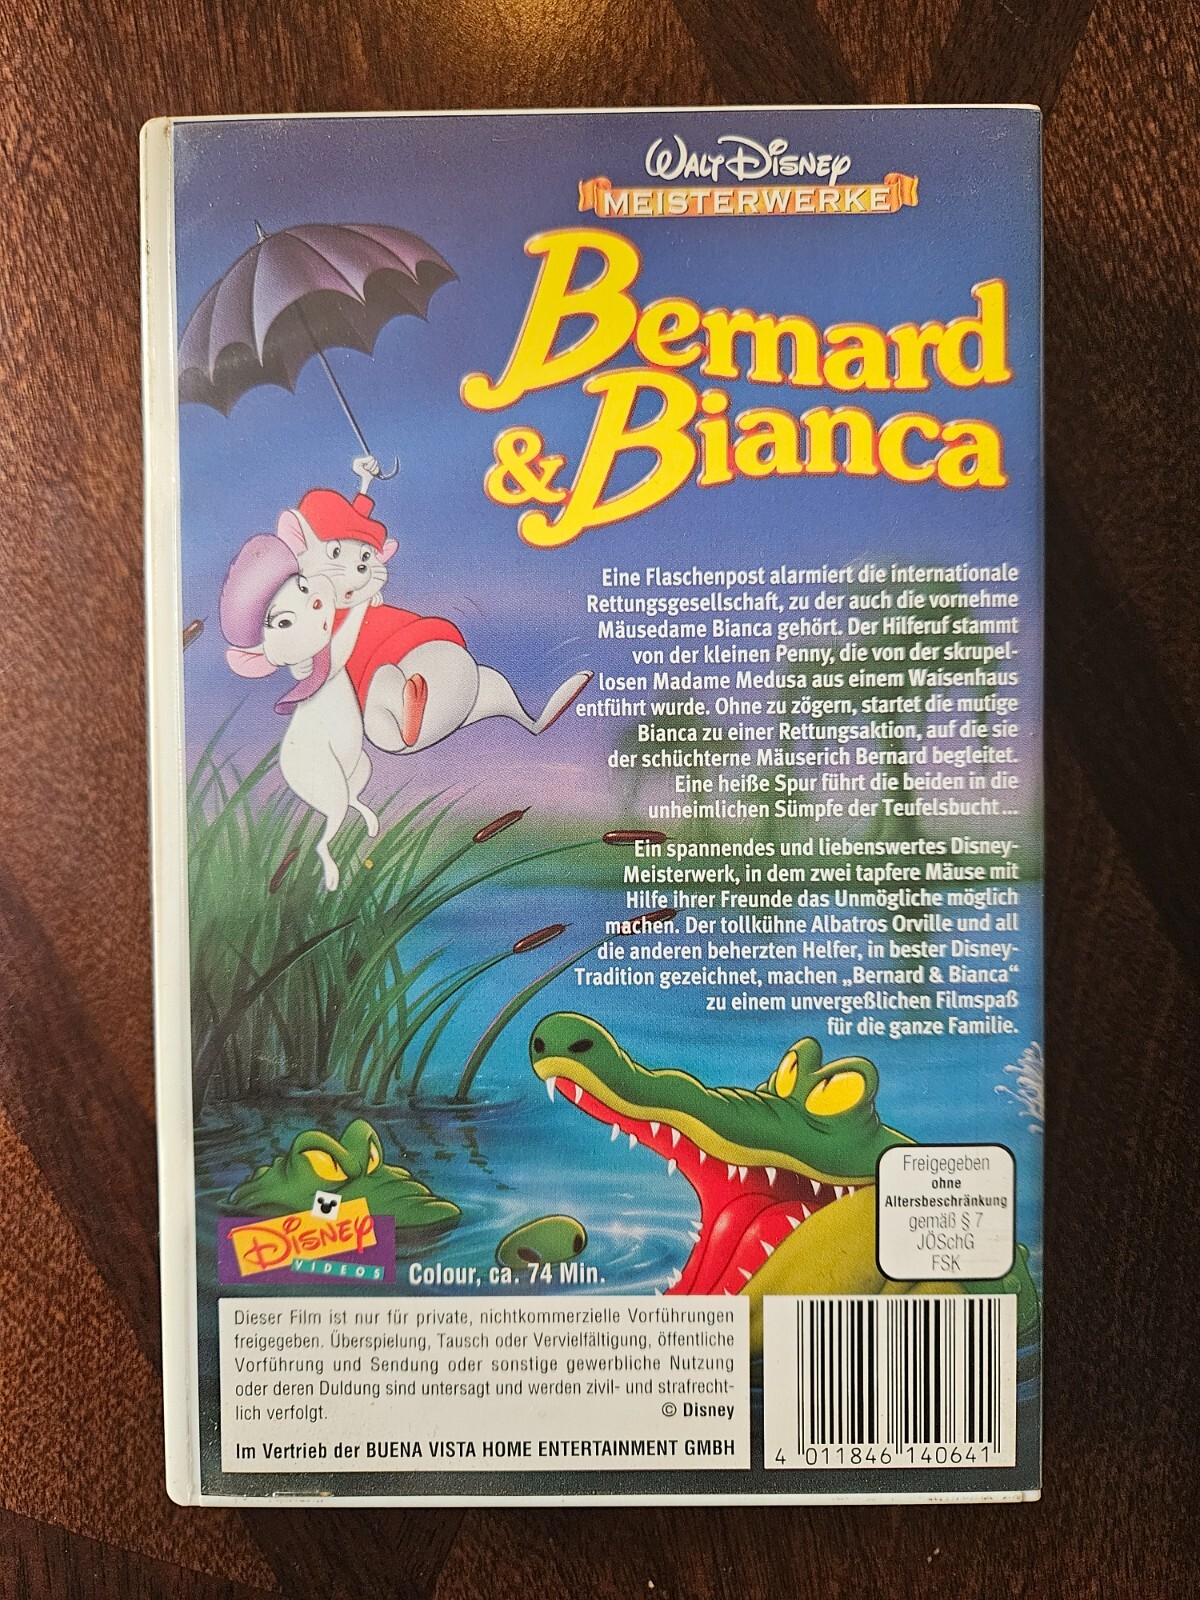 WALT DISNEY
MEISTERWERKE
Bernard
& Bianca
Eine Flaschenpost alarmiert die internationale
Rettungsgesellschaft, zu der auch die vornehme
Mäusedame Bianca gehört. Der Hilferuf stammt
von der kleinen Penny, die von der skrupel-
losen Madame Medusa aus einem Waisenhaus
entführt wurde. Ohne zu zögern, startet die mutige
Bianca zu einer Rettungsaktion, auf die sie
der schüchterne Mäuserich Bernard begleitet.
Eine heiße Spur führt die beiden in die
unheimlichen Sümpfe der Teufelsbucht...
Ein spannendes und liebenswertes Disney-
Meisterwerk, in dem zwei tapfere Mäuse mit
Hilfe ihrer Freunde das Unmögliche möglich
machen. Der tollkühne Albatros Orville und all
die anderen beherzten Helfer, in bester Disney-
Tradition gezeichnet, machen „Bernard & Bianca“
zu einem unvergeßlichen Filmspaß
für die ganze Familie.
Freigegeben
ohne
Altersbeschränkung
gemäß § 7
JÖSchG
FSK
DISNEY
VIDEOS
Colour, ca. 74 Min.
Dieser Film ist nur für private, nichtkommerzielle Vorführungen
freigegeben. Überspielung, Tausch oder Vervielfältigung, öffentliche
Vorführung und Sendung oder sonstige gewerbliche Nutzung
oder deren Duldung sind untersagt und werden zivil- und strafrecht-
lich verfolgt.
© Disney
Im Vertrieb der BUENA VISTA HOME ENTERTAINMENT GMBH
4 011846 140641